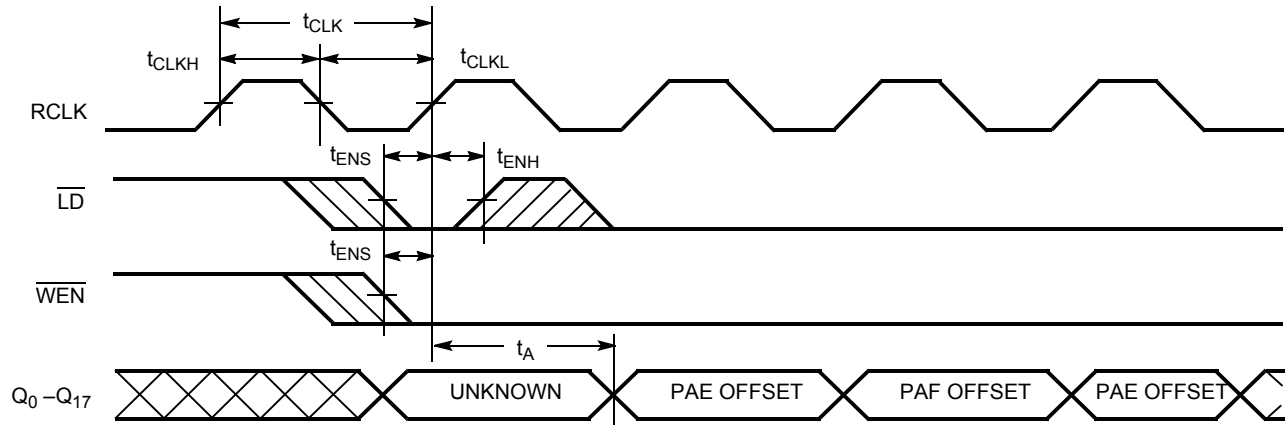 tCLK
tCLKH
tCLKL
RCLK
tENS
tENH
LD
tENS
WEN
tA
Q0 –Q17
UNKNOWN
PAE OFFSET
PAF OFFSET
PAE OFFSET